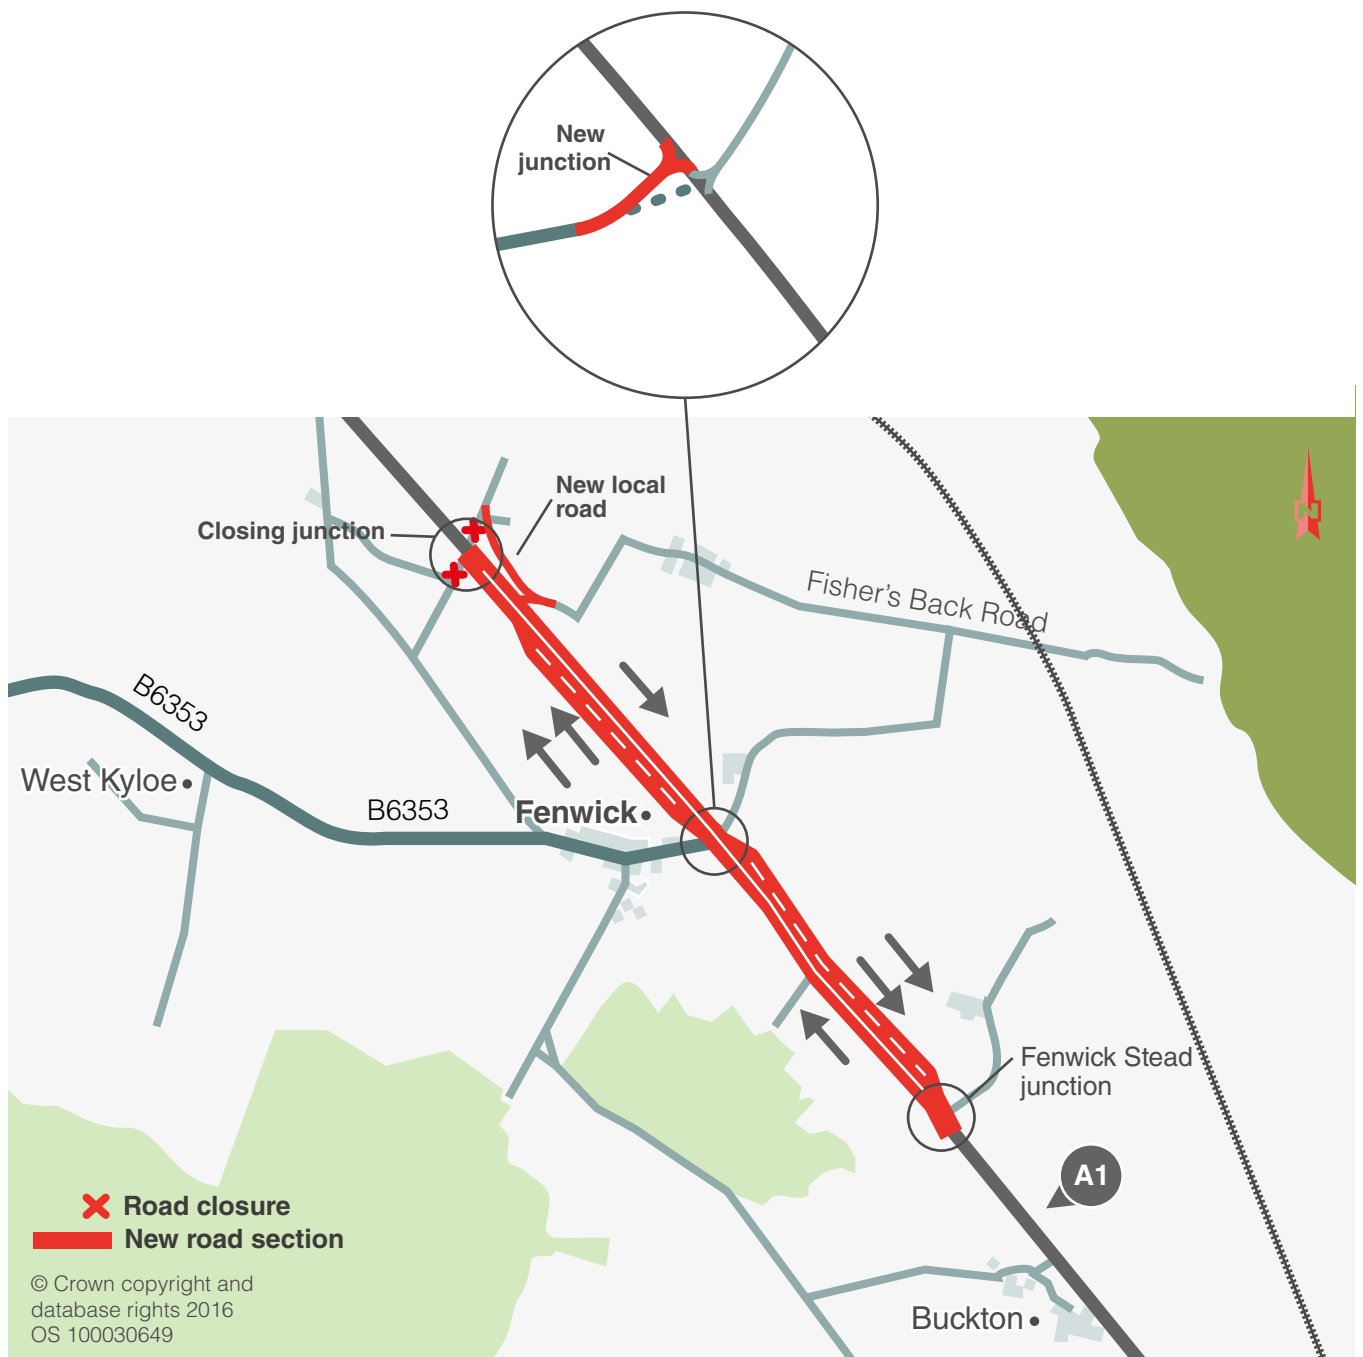 New
junction
New local
road
Closing junction
Fisher's Back Road
B6353
West Kyloe
B6353
Fenwick
Fenwick Stead
junction
A1
Road closure
New road section
© Crown copyright and
database rights 2016
OS 100030649
Buckton
N